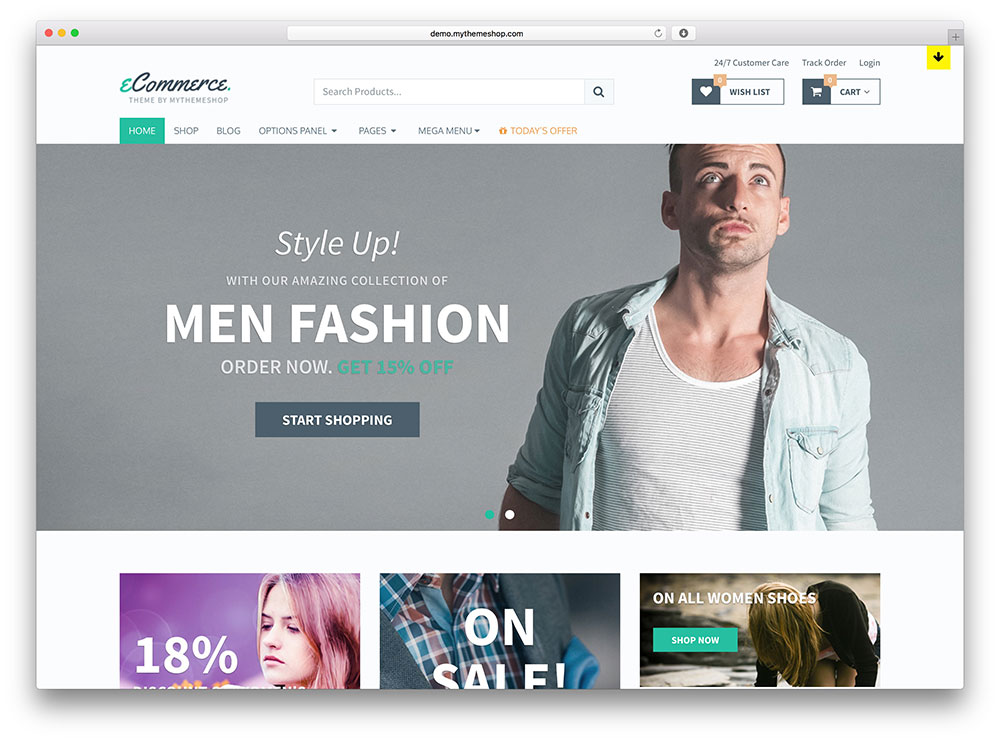 demo.mythemeshop.com
24/7 Customer Care Track Order Login
eCommerce.
THEME BY MYTHEMESHOP
Search Products...
0
WISH LIST
0
CART
HOME SHOP BLOG OPTIONS PANEL PAGES MEGA MENU TODAY'S OFFER
Style Up!
WITH OUR AMAZING COLLECTION OF
MEN FASHION
ORDER NOW. GET 15% OFF
START SHOPPING
18%
ON
SALE!
ON ALL WOMEN SHOES
SHOP NOW